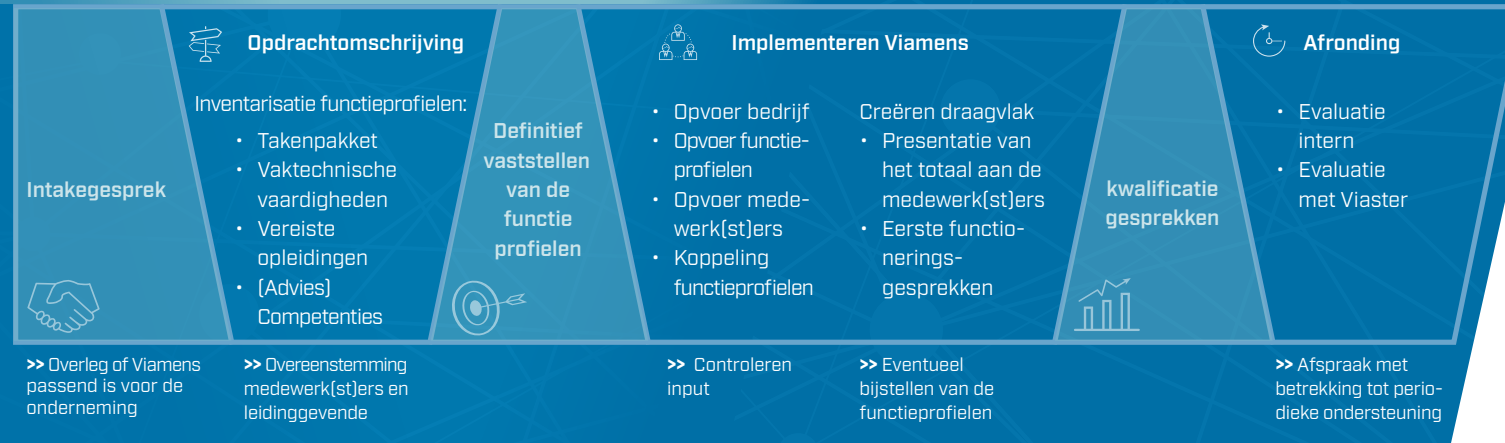 Intakegesprek
>> Overleg of Viamens
passend is voor de
onderneming
Opdrachtomschrijving
Inventarisatie functieprofielen:
• Takenpakket
• Vaktechnische
vaardigheden
• Vereiste
opleidingen
• (Advies)
Competenties
>> Overeenstemming
medewerk(st)ers en
leidinggevende
Definitief
vaststellen
van de
functie
profielen
Implementeren Viamens
• Opvoer bedrijf
• Opvoer functie-
profielen
• Opvoer mede-
werk(st)ers
• Koppeling
functieprofielen
>> Controleren
input
Creëren draagvlak
• Presentatie van
het totaal aan de
medewerk(st)ers
• Eerste functio-
nerings-
gesprekken
>> Eventueel
bijstellen van de
functieprofielen
kwalificatie
gesprekken
Afronding
• Evaluatie
intern
• Evaluatie
met Viaster
>> Afspraak met
betrekking tot perio-
dieke ondersteuning